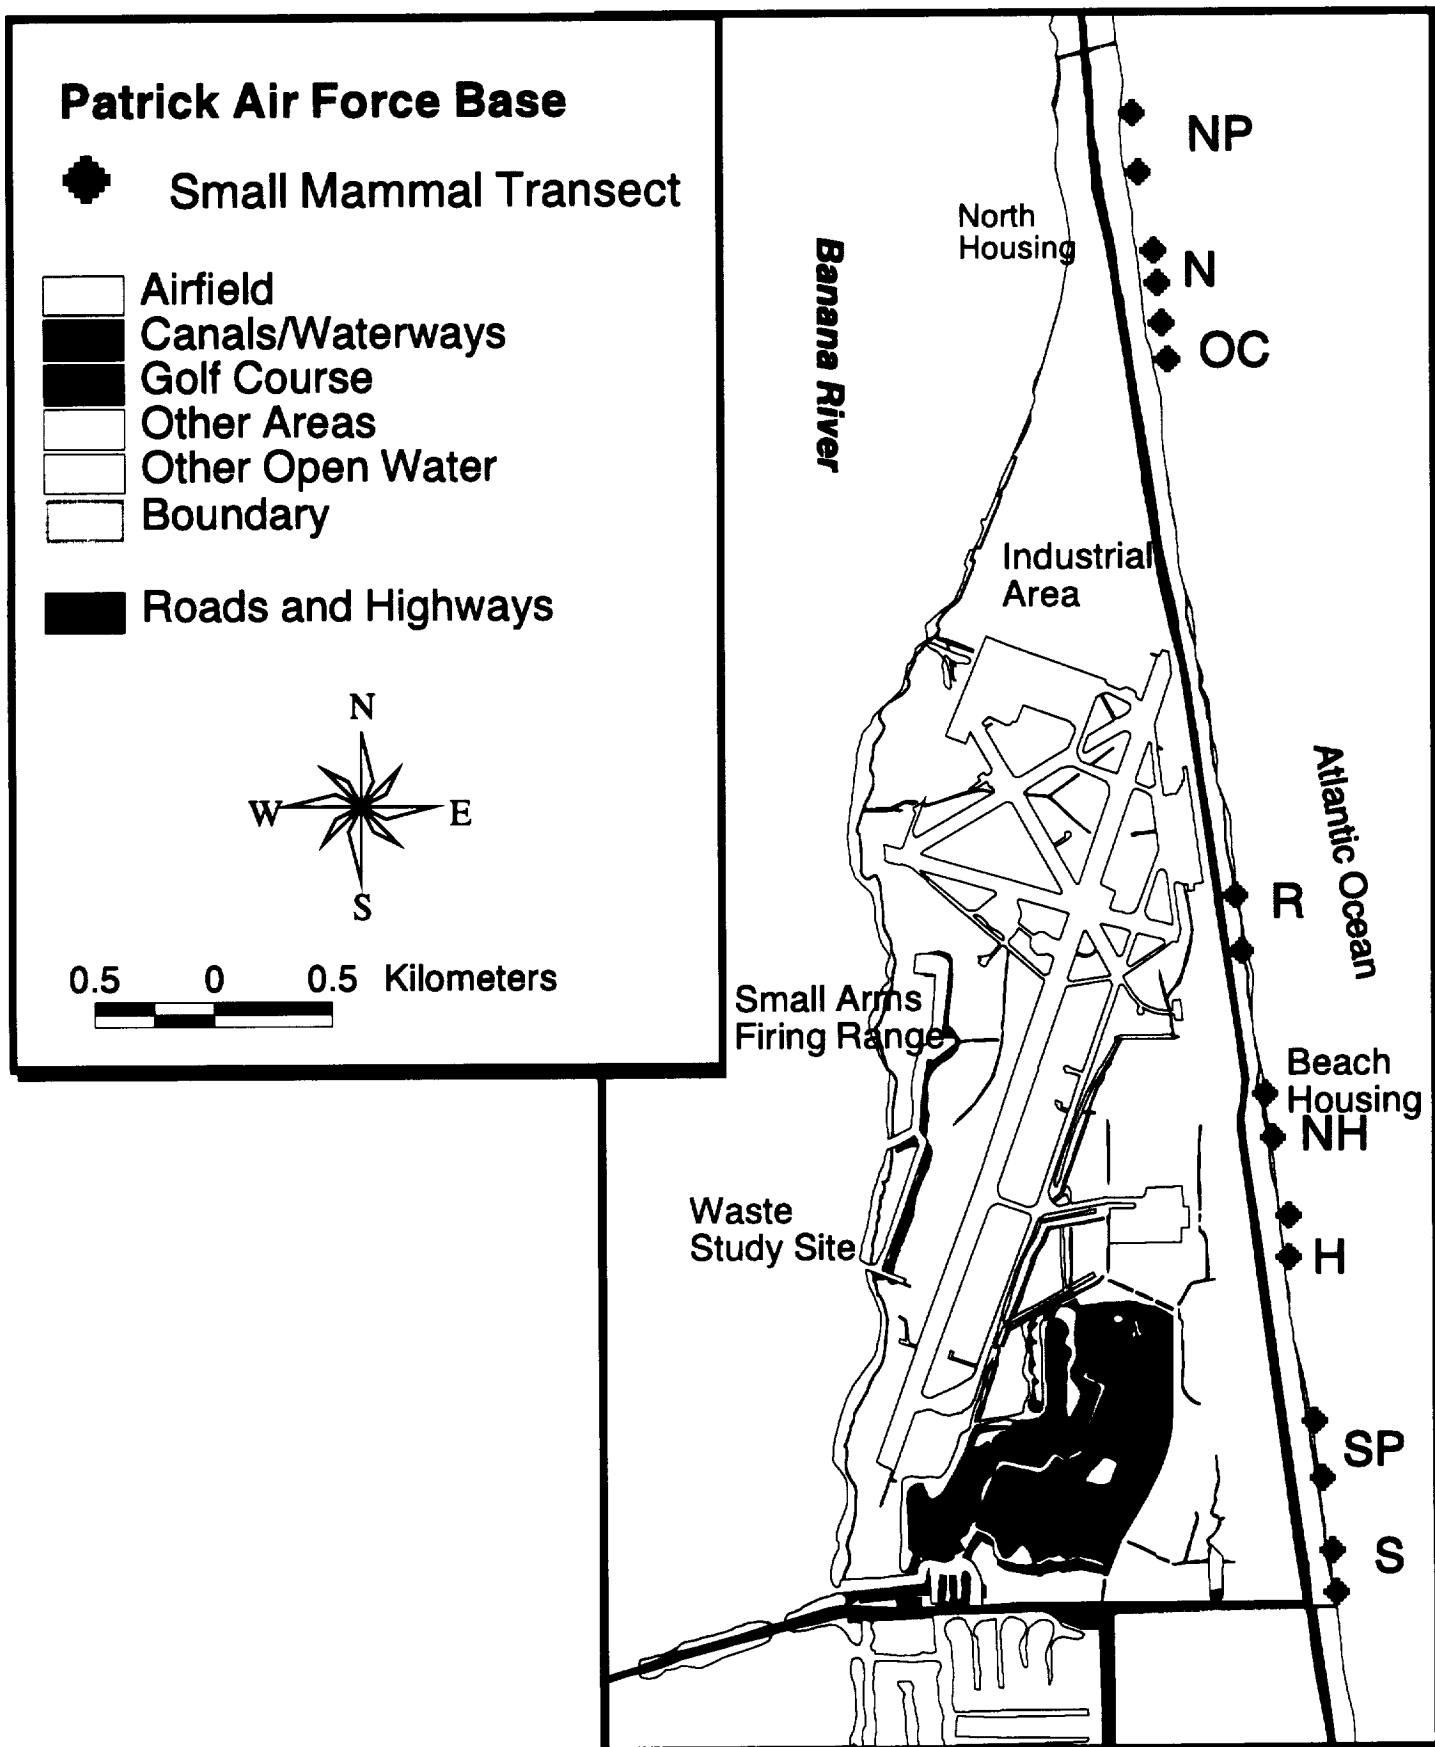 Patrick Air Force Base
Small Mammal Transect
Airfield
Canals/Waterways
Golf Course
Other Areas
Other Open Water
Boundary
Roads and Highways
N
W
E
S
0.5
0
0.5
Kilometers
NP
North
Housing
N
Banana River
OC
Industrial
Area
Atlantic Ocean
R
Small Arms
Firing Range
Beach
Housing
NH
Waste
Study Site
H
SP
S